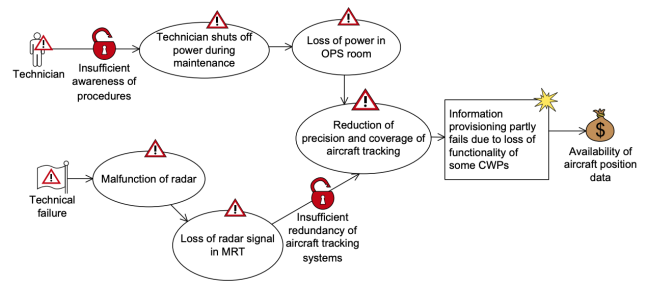 Technician
Insufficient
awareness of
procedures
Technician shuts off
power during
maintenance
Loss of power in
OPS room
Reduction of
precision and coverage of
aircraft tracking
Information
provisioning partly
fails due to loss of
functionality of
some CWPs
$
Availability of
aircraft position
data
Technical
failure
Malfunction of radar
Loss of radar signal
in MRT
Insufficient
redundancy of
aircraft tracking
systems